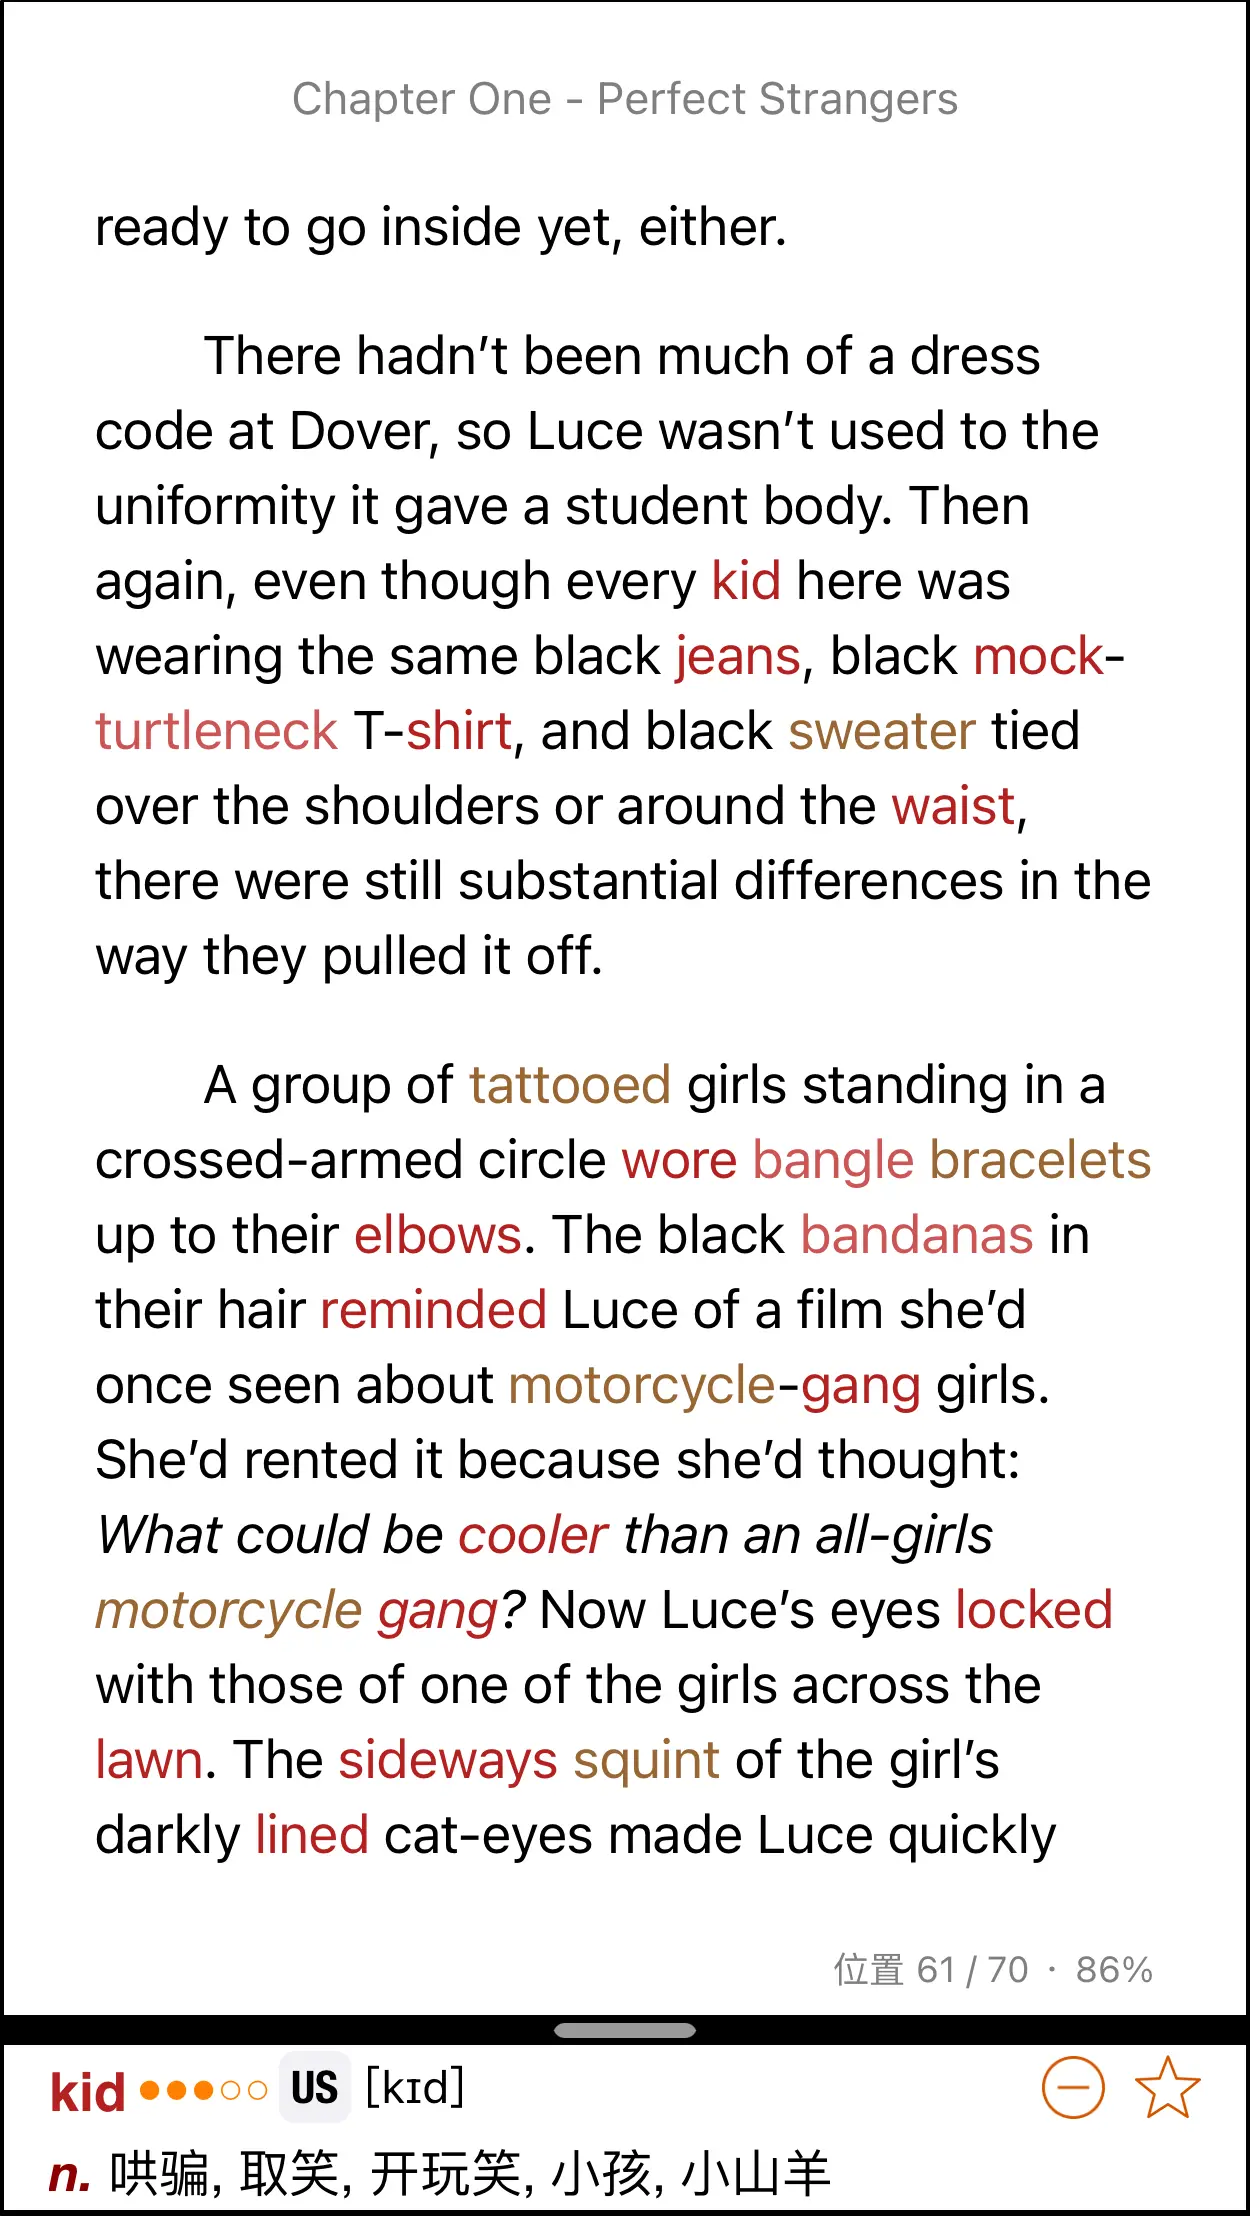 Chapter One - Perfect Strangers
ready to go inside yet, either.
There hadn’t been much of a dress
code at Dover, so Luce wasn’t used to the
uniformity it gave a student body. Then
again, even though every kid here was
wearing the same black jeans, black mock-
turtleneck T-shirt, and black sweater tied
over the shoulders or around the waist,
there were still substantial differences in the
way they pulled it off.
A group of tattooed girls standing in a
crossed-armed circle wore bangle bracelets
up to their elbows. The black bandanas in
their hair reminded Luce of a film she’d
once seen about motorcycle-gang girls.
She’d rented it because she’d thought:
What could be cooler than an all-girls
motorcycle gang? Now Luce’s eyes locked
with those of one of the girls across the
lawn. The sideways squint of the girl’s
darkly lined cat-eyes made Luce quickly
位置 61 / 70 · 86%
kid US [kɪd]
n. 哄骗, 取笑, 开玩笑, 小孩, 小山羊